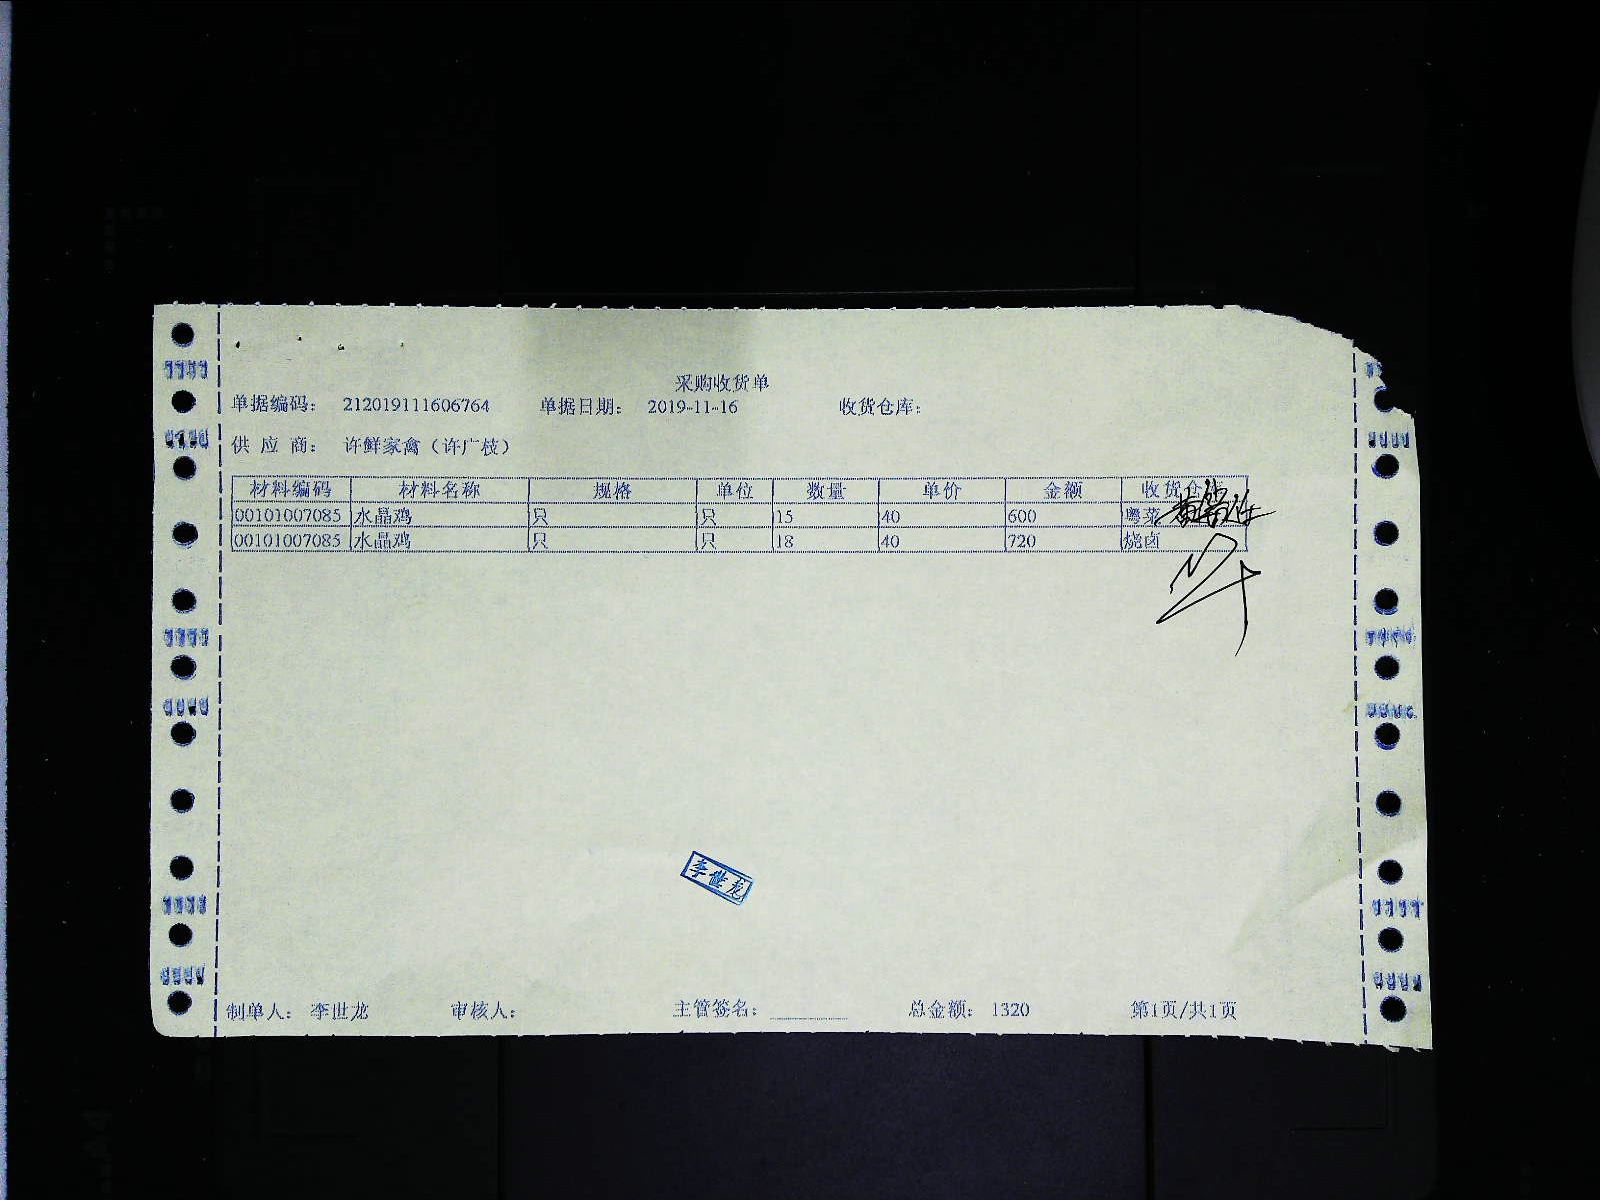 采购收货单
单据编码： 212019111606764 单据日期： 2019-11-16 收货仓库：
供 应 商： 许鲜家禽（许广枝）
材料编码 材料名称 规格 单位 数量 单价 金额 收货仓库
00101007085 水晶鸡 只 只 15 40 600 粤菜
00101007085 水晶鸡 只 只 18 40 720 烧卤
李世龙
制单人： 李世龙 审核人： 主管签名： 总金额： 1320 第1页/共1页